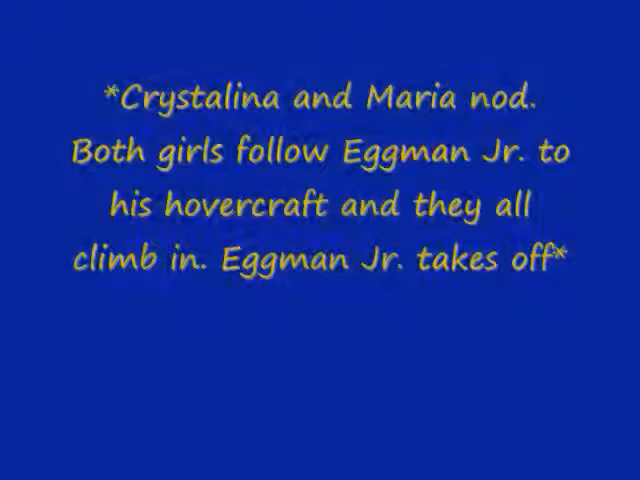 *Crystalina and Maria nod.
Both girls follow Eggman Jr. to
his hovercraft and they all
climb in. Eggman Jr. takes off*